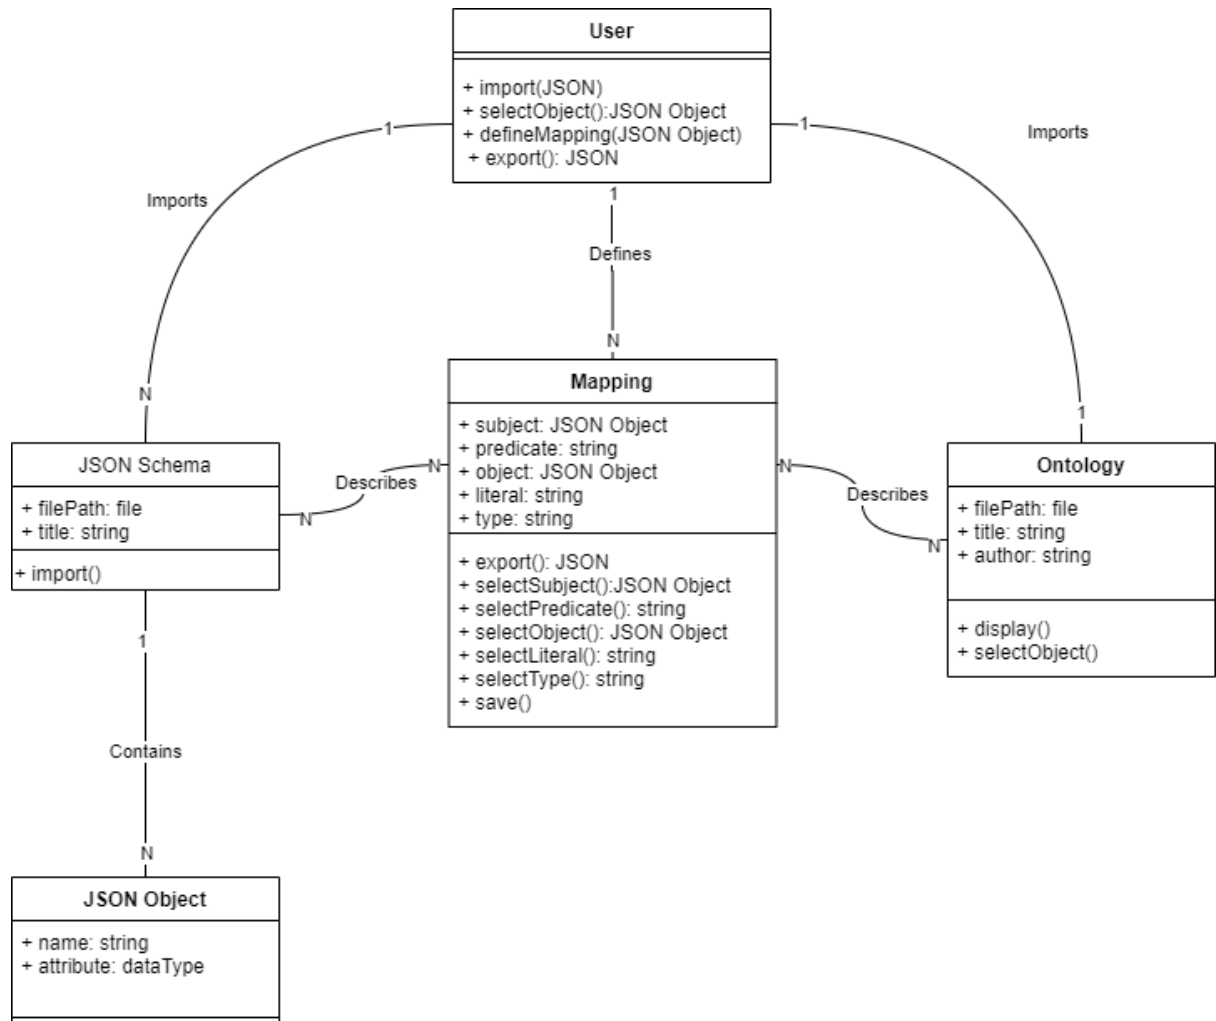 User
+ import(JSON)
+ selectObject():JSON Object
+ defineMapping(JSON Object)
+ export(): JSON
1
1
Imports
Imports
1
Defines
N
N
1
Mapping
+ subject: JSON Object
+ predicate: string
+ object: JSON Object
+ literal: string
+ type: string
+ export(): JSON
+ selectSubject():JSON Object
+ selectPredicate(): string
+ selectObject(): JSON Object
+ selectLiteral(): string
+ selectType(): string
+ save()
JSON Schema
+ filePath: file
+ title: string
+ import()
N
Describes
N
N
Describes
N
Ontology
+ filePath: file
+ title: string
+ author: string
+ display()
+ selectObject()
1
Contains
N
JSON Object
+ name: string
+ attribute: dataType